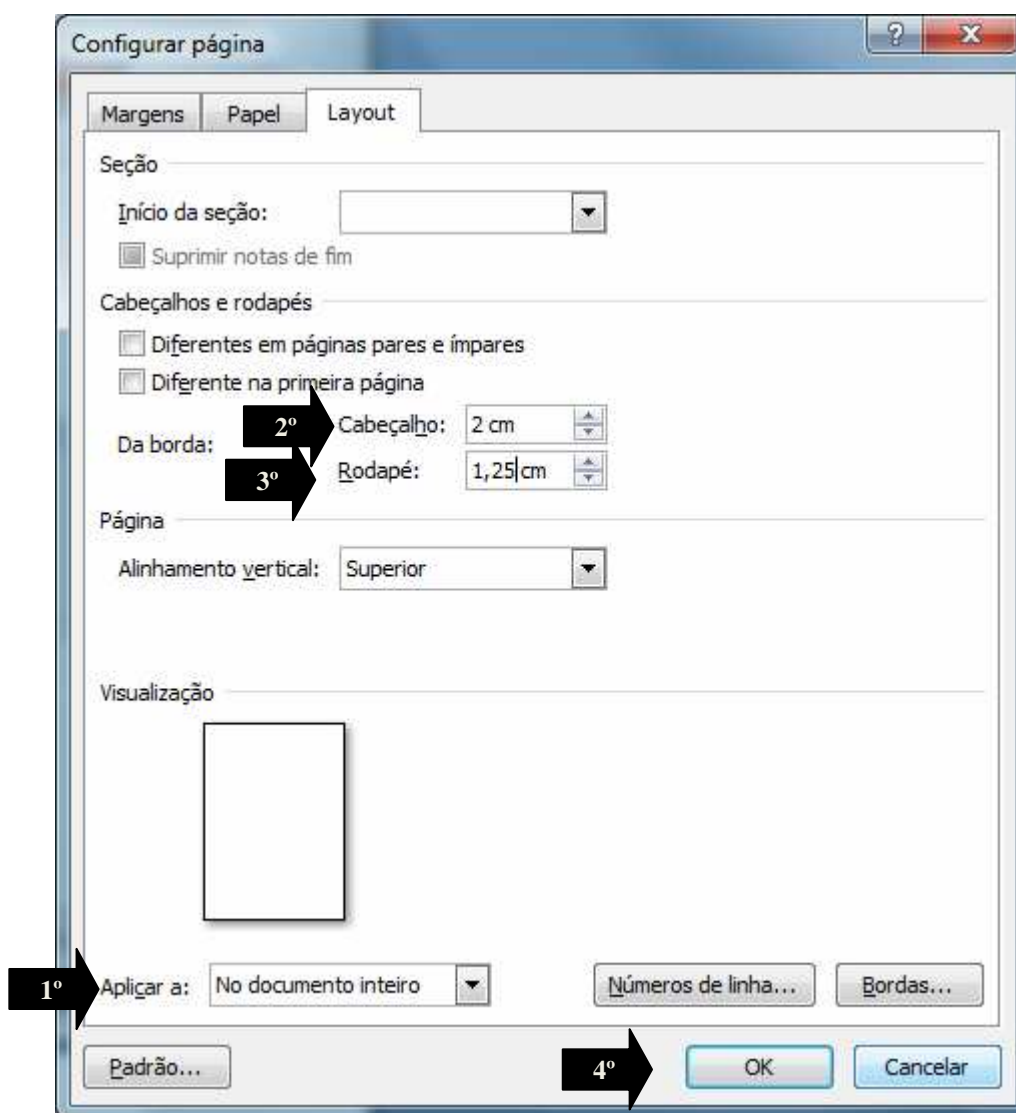 Configurar página
Margens Papel Layout
Seção
Início da seção:
Suprimir notas de fim
Cabeçalhos e rodapés
Diferentes em páginas pares e ímpares
Diferente na primeira página
2º Cabeçalho: 2 cm
Da borda:
3º Rodapé: 1,25 cm
Página
Alinhamento vertical: Superior
Visualização
1º Aplicar a: No documento inteiro Números de linha... Bordas...
Padrão... 4º OK Cancelar